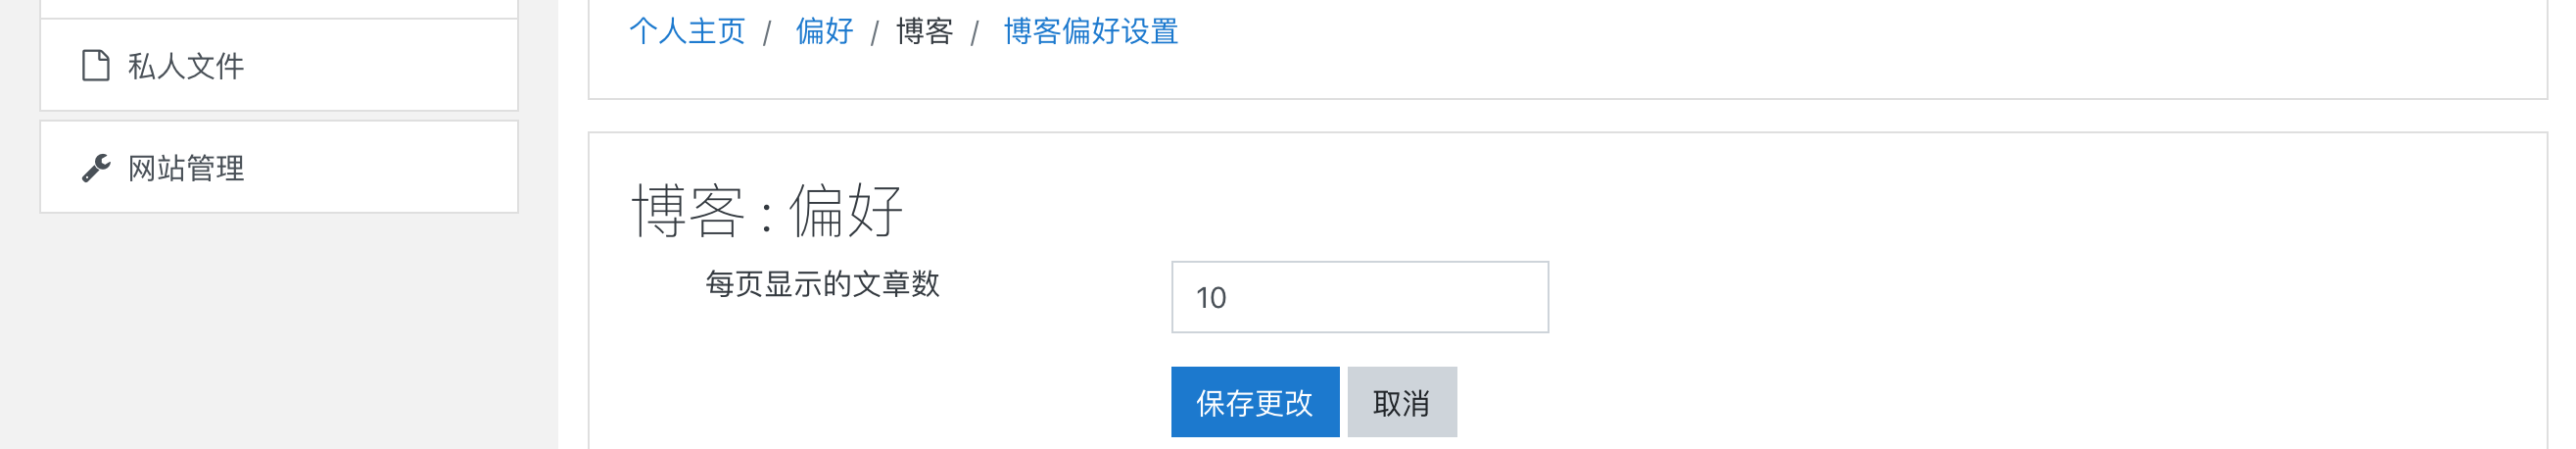 私人文件
网站管理
个人主页 / 偏好 / 博客 / 博客偏好设置
博客 : 偏好
每页显示的文章数
10
保存更改 取消